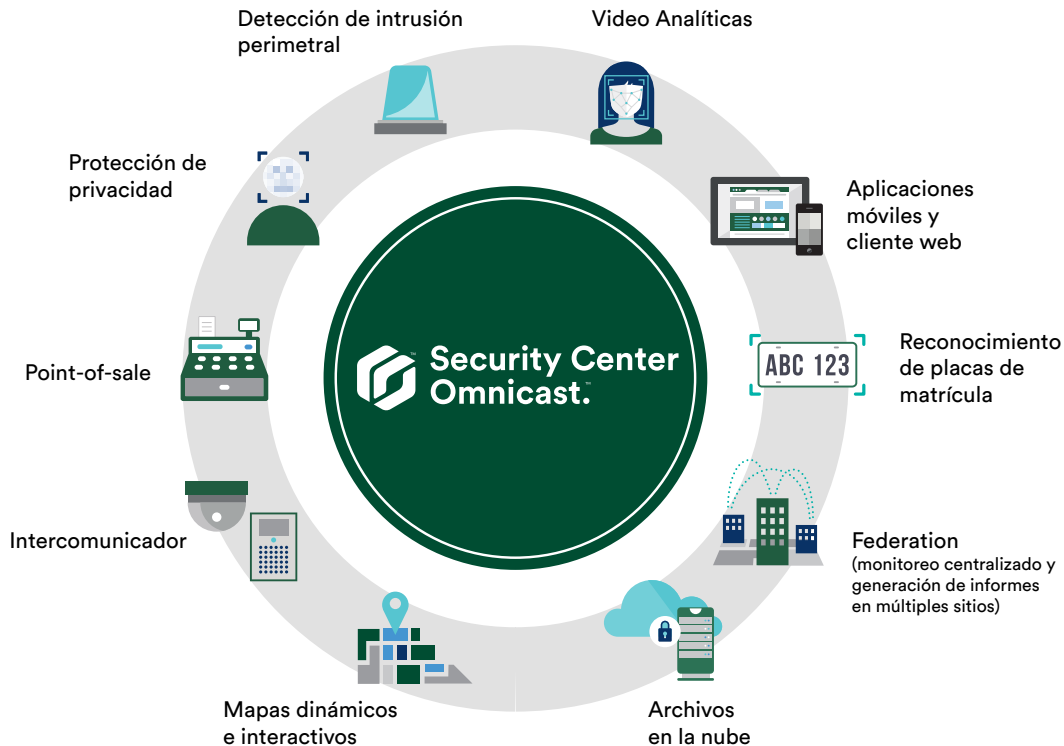 Detección de intrusión
perimetral
Video Analíticas
Protección de
privacidad
Aplicaciones
móviles y
cliente web
Point-of-sale
Security Center
Omnicast.™
ABC 123
Reconocimiento
de placas de
matrícula
Intercomunicador
Federation
(monitoreo centralizado y
generación de informes
en múltiples sitios)
Mapas dinámicos
e interactivos
Archivos
en la nube